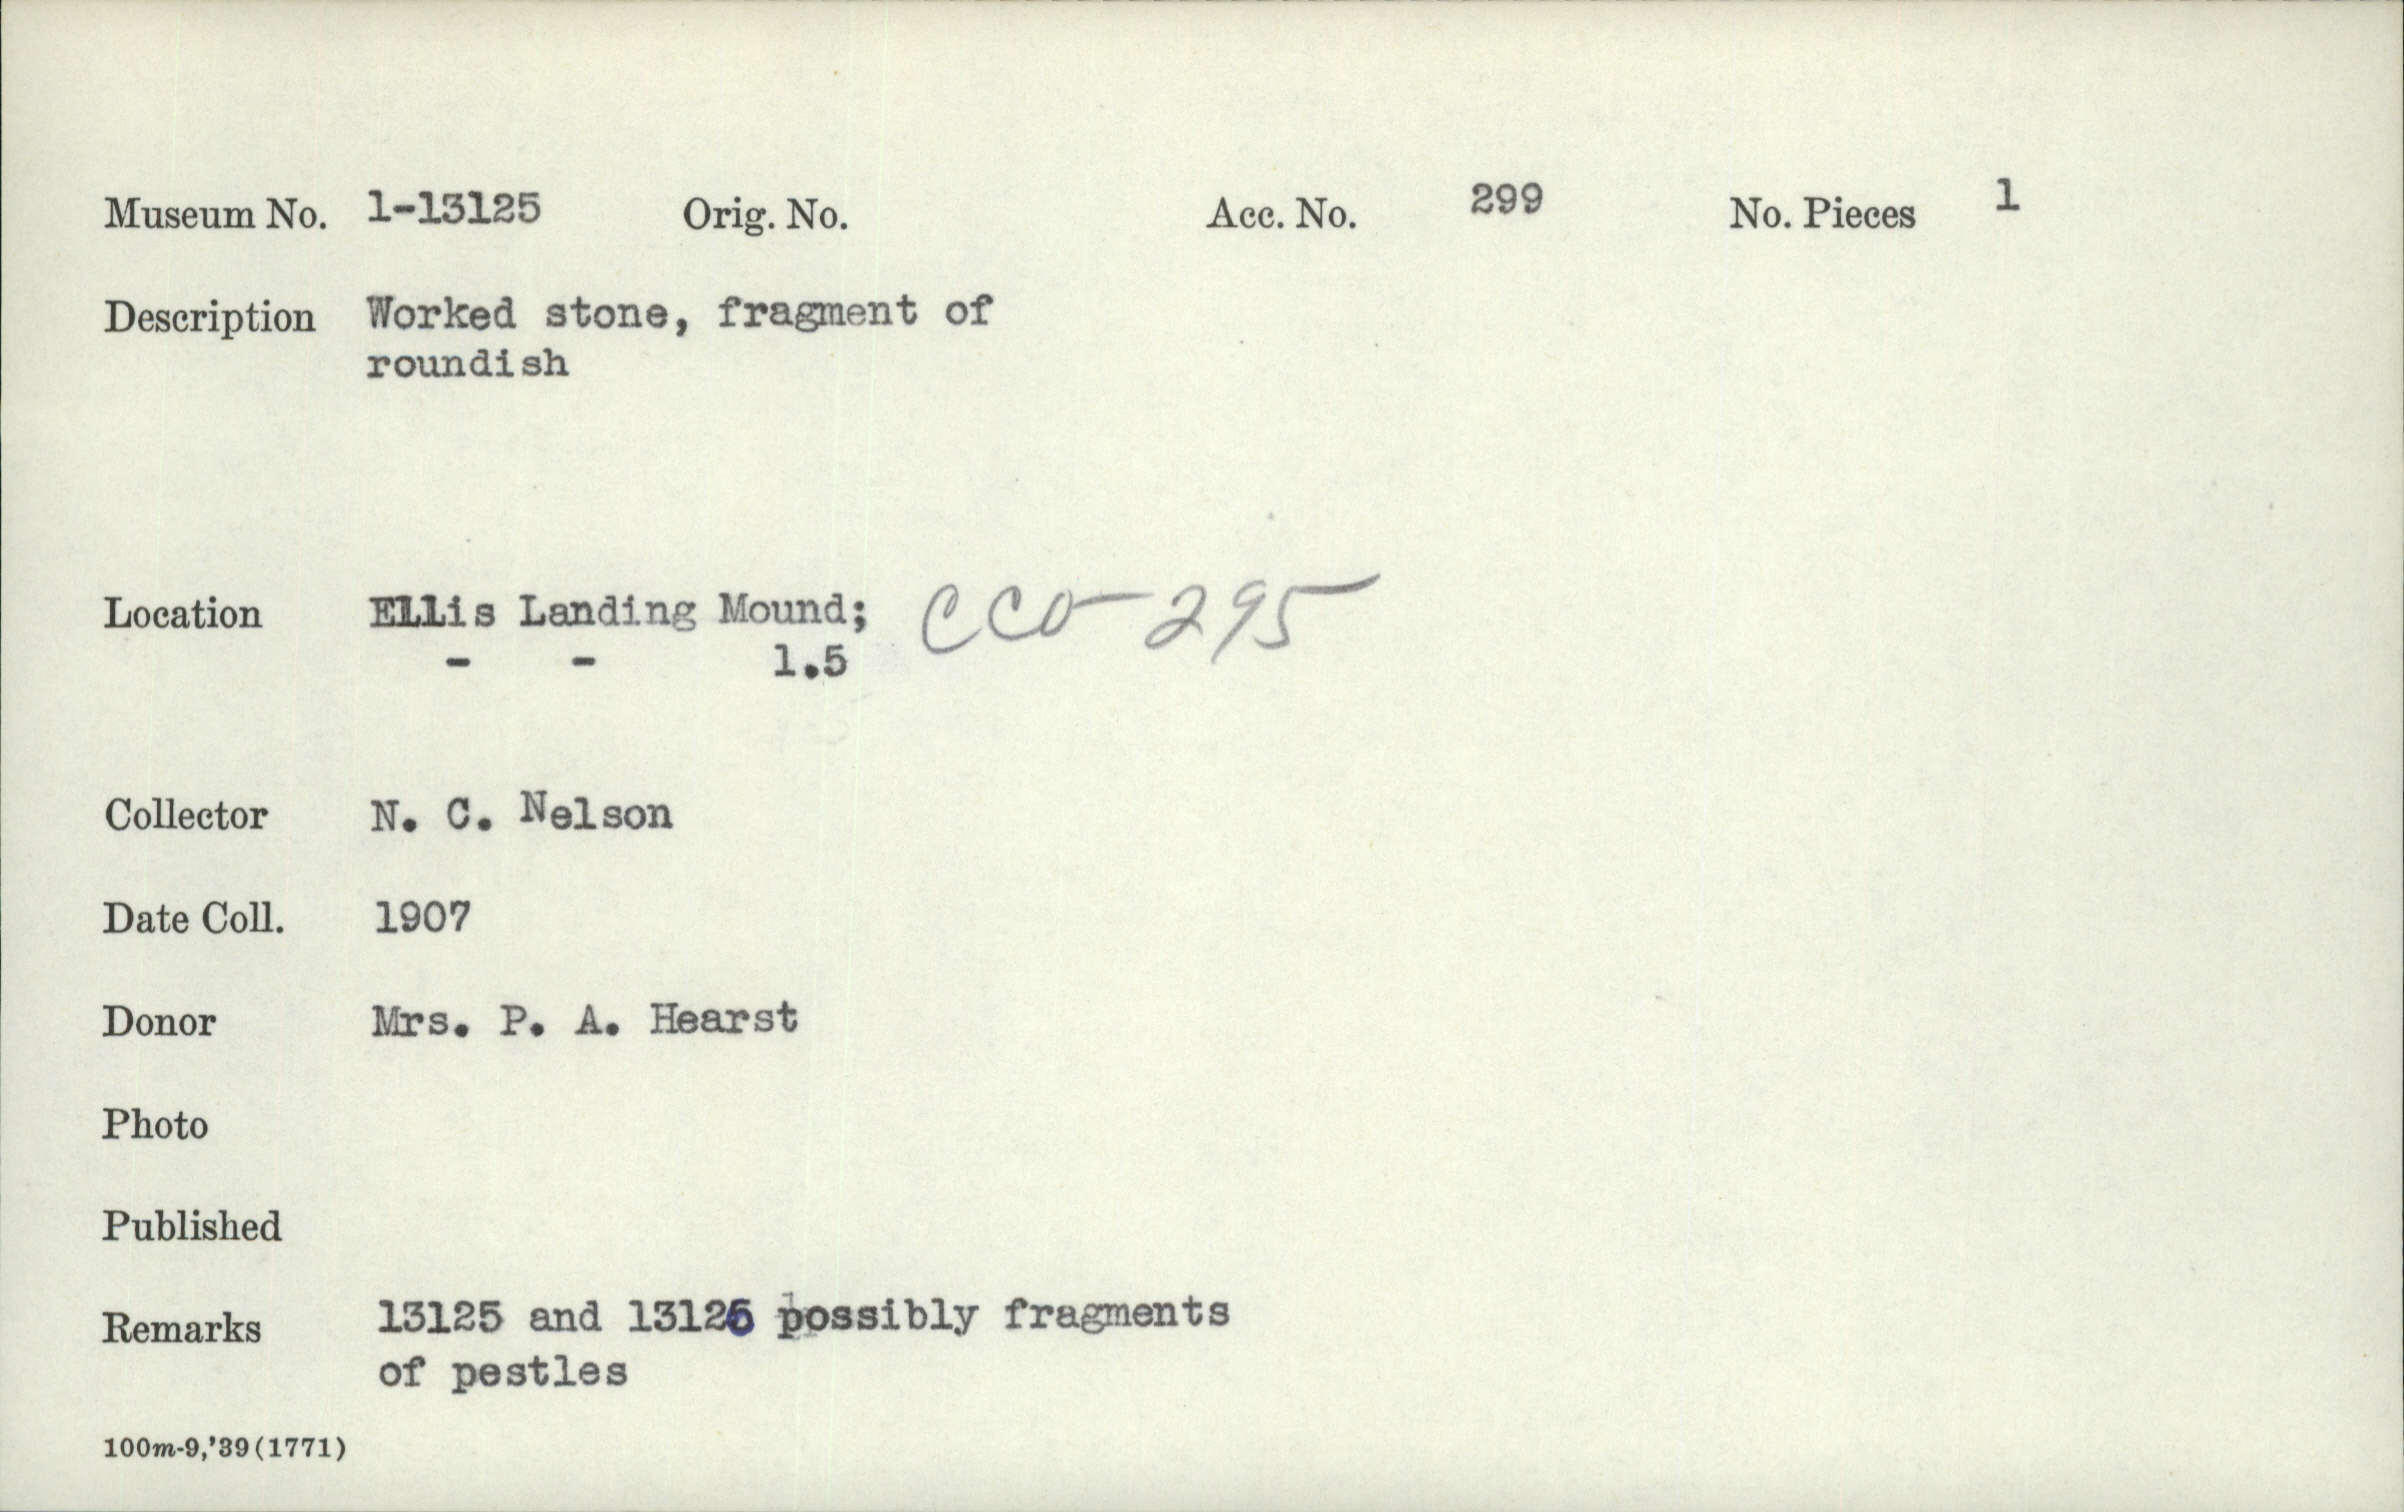 Museum No. 1-13125 Orig. No. Acc. No. 299 No. Pieces 1
Description Worked stone, fragment of
roundish
Location Ellis Landing Mound; CCo-295
- - 1.5
Collector N. C. Nelson
Date Coll. 1907
Donor Mrs. P. A. Hearst
Photo
Published
Remarks 13125 and 13126 possibly fragments
of pestles
100m-9,'39(1771)